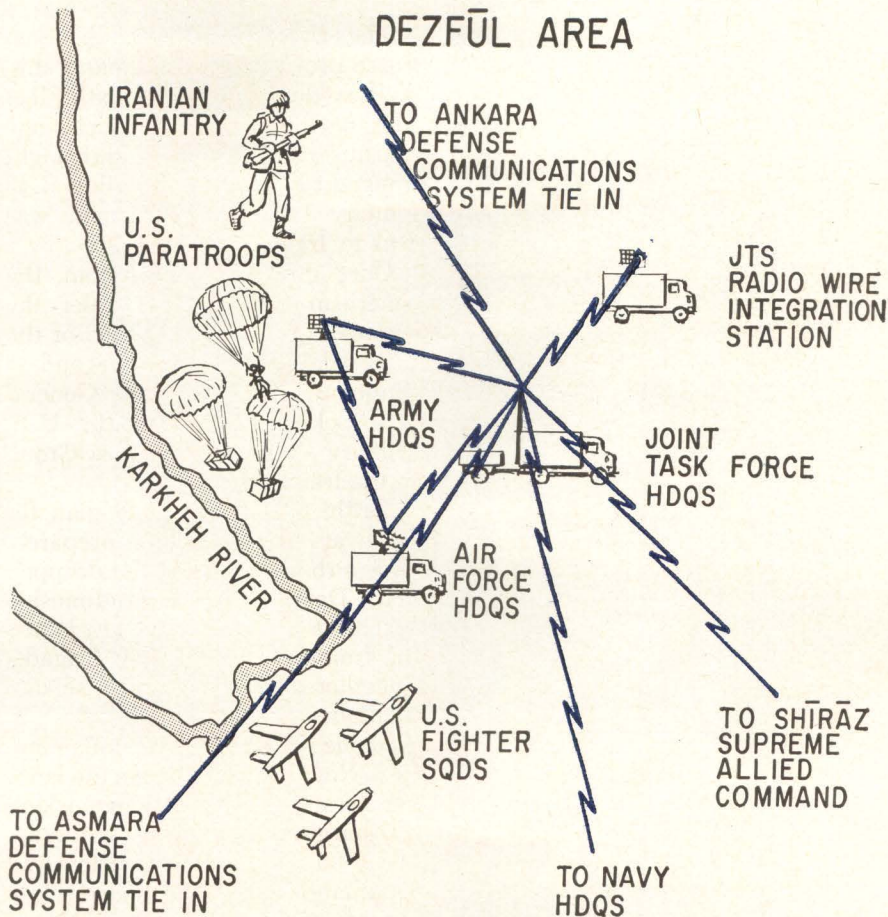 DEZFŪL AREA
IRANIAN
INFANTRY
TO ANKARA
DEFENSE
COMMUNICATIONS
SYSTEM TIE IN
U.S.
PARATROOPS
JTS
RADIO WIRE
INTEGRATION
STATION
ARMY
HDQS
JOINT
TASK FORCE
HDQS
KARKHEH RIVER
AIR
FORCE
HDQS
U.S.
FIGHTER
SQDS
TO SHĪRĀZ
SUPREME
ALLIED
COMMAND
TO ASMARA
DEFENSE
COMMUNICATIONS
SYSTEM TIE IN
TO NAVY
HDQS